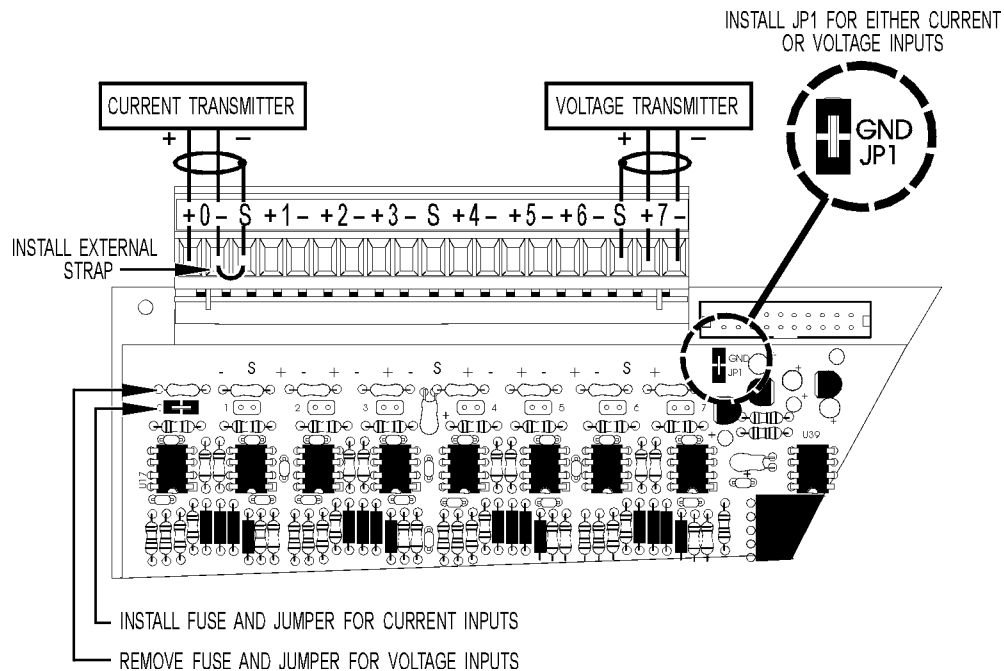 INSTALL JP1 FOR EITHER CURRENT
OR VOLTAGE INPUTS
CURRENT TRANSMITTER
VOLTAGE TRANSMITTER
+ -
+ -
GND
JP1
+0- S +1- +2- +3- S +4- +5- +6- S +7-
INSTALL EXTERNAL
STRAP
GND
JP1
- S + - + - + S + - + - + S - +
1 2 3 4 5 6 7
U17
U39
INSTALL FUSE AND JUMPER FOR CURRENT INPUTS
REMOVE FUSE AND JUMPER FOR VOLTAGE INPUTS